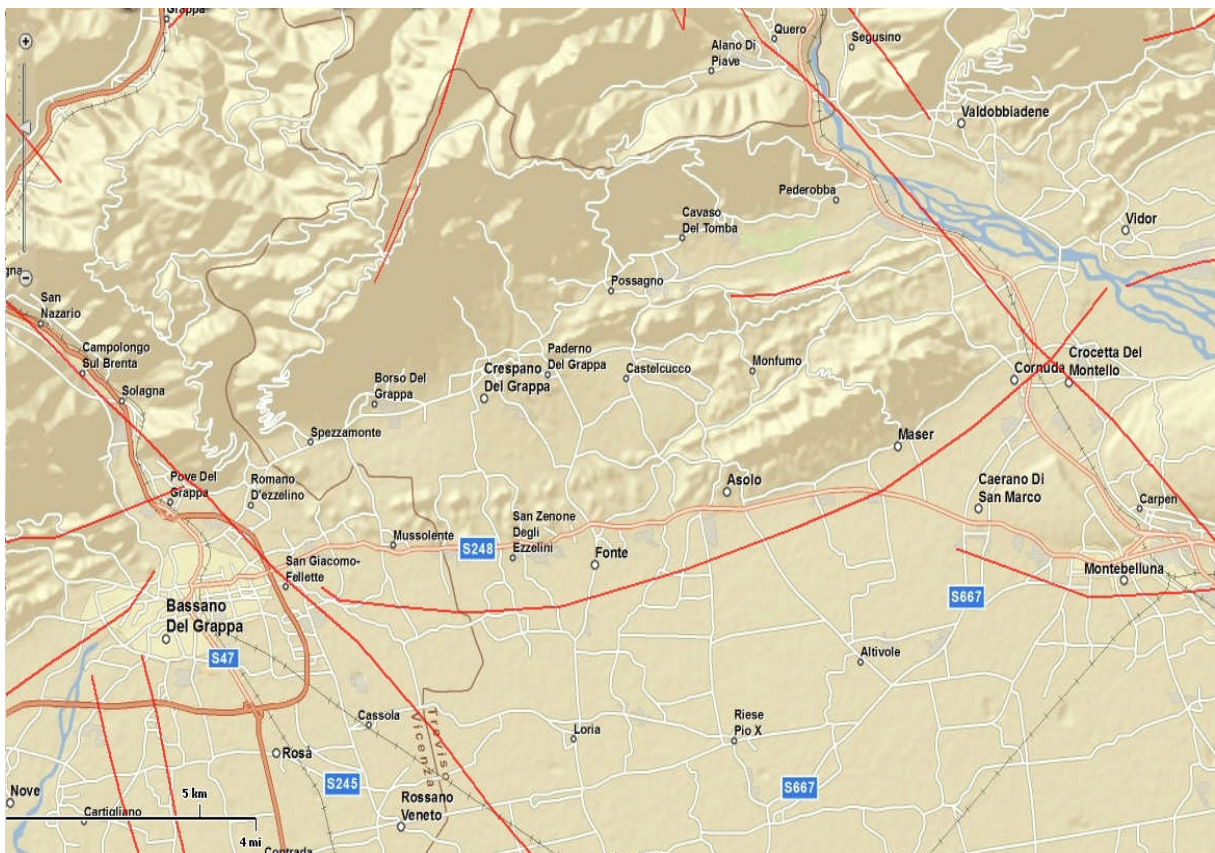 Grappa
Quero
Segusino
Alano Di
Piave
Valdobbiadene
Pederobba
Cavaso
Del Tomba
Vidor
gna
Possagno
San
Nazario
Campolongo
Sul Brenta
Solagna
Borso Del
Grappa
Crespano
Del Grappa
Paderno
Del Grappa
Castelcucco
Monfumo
Cornuda
Crocetta Del
Montello
Spezzamonte
Maser
Pove Del
Grappa
Romano
D'ezzelino
Asolo
Caerano Di
San Marco
Carpen
Mussolente
S248
San Zenone
Degli
Ezzelini
Fonte
San Giacomo-
Fellette
Montebelluna
S667
Bassano
Del Grappa
S47
Altivole
Cassola
Treviso
Vicenza
Loria
Riese
Pio X
Rosá
S245
S667
Nove
Cartigliano
5 km
Rossano
Veneto
4 mi
Contrada